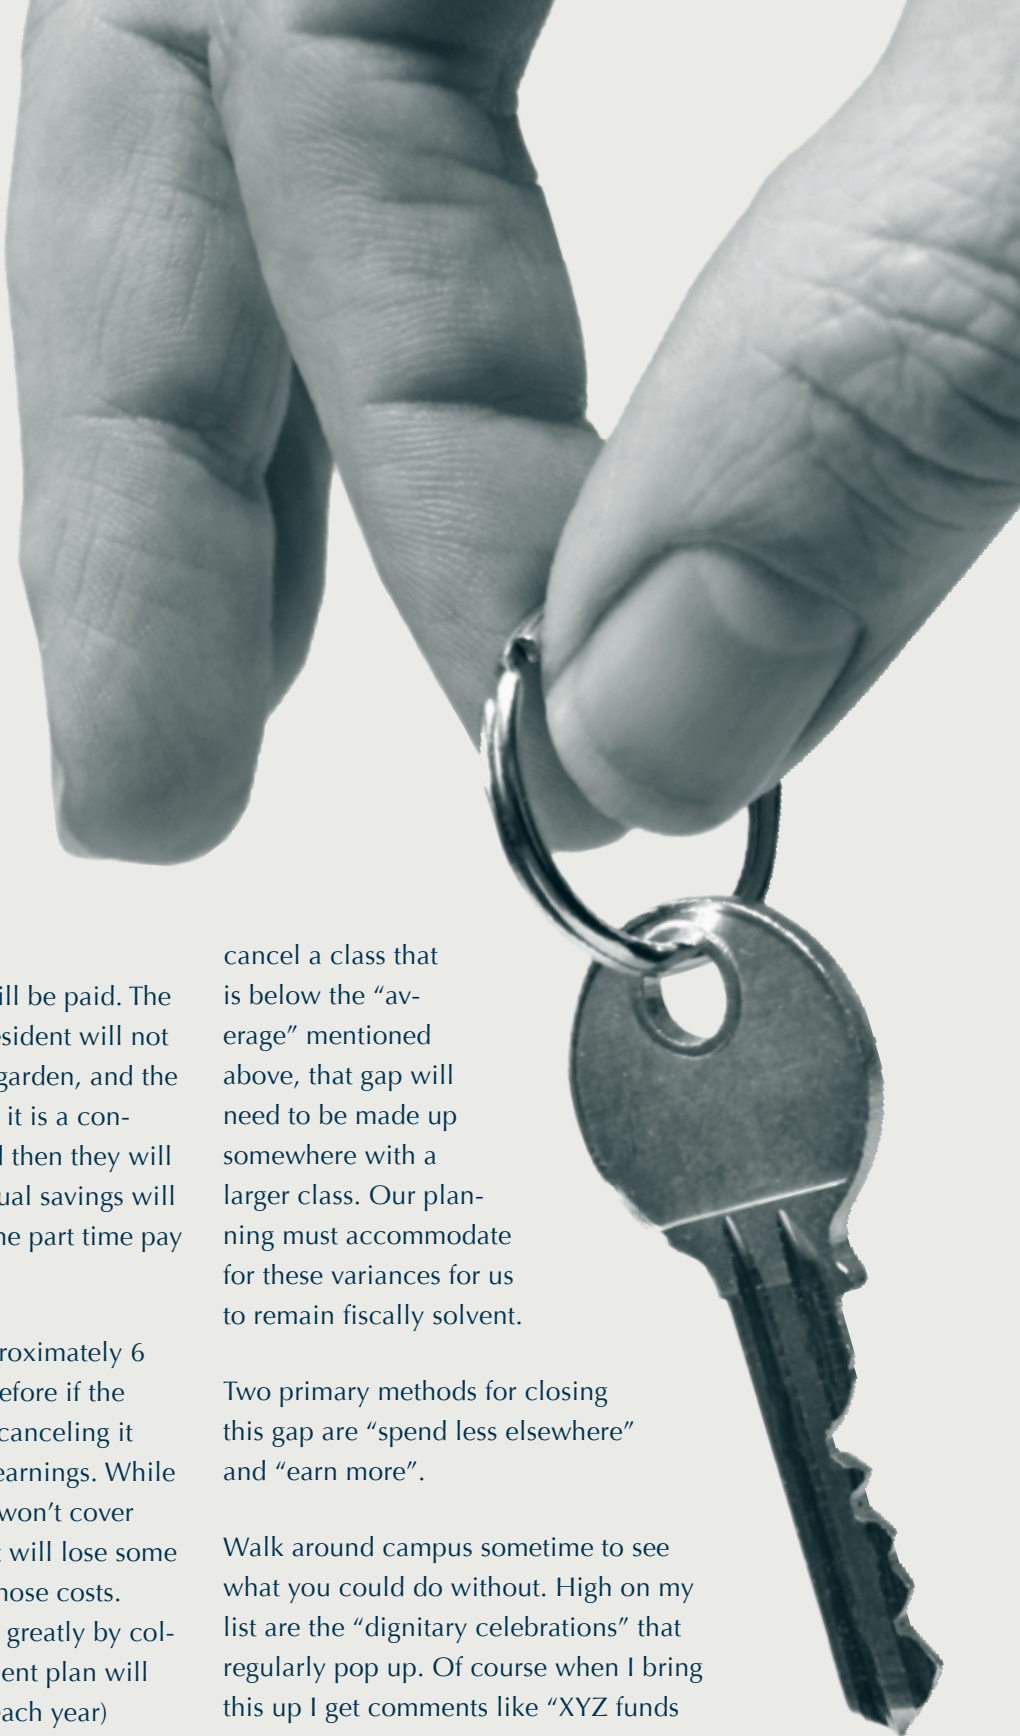 ill be paid. The
esident will not
garden, and the
it is a con-
then they will
ual savings will
part time pay
roximately 6
efore if the
canceling it
earnings. While
won’t cover
will lose some
hose costs.
greatly by col-
ent plan will
each year)
cancel a class that
is below the “av-
erage” mentioned
above, that gap will
need to be made up
somewhere with a
larger class. Our plan-
ning must accommodate
for these variances for us
to remain fiscally solvent.
Two primary methods for closing
this gap are “spend less elsewhere”
and “earn more”.
Walk around campus sometime to see
what you could do without. High on my
list are the “dignitary celebrations” that
regularly pop up. Of course when I bring
this up I get comments like “XYZ funds